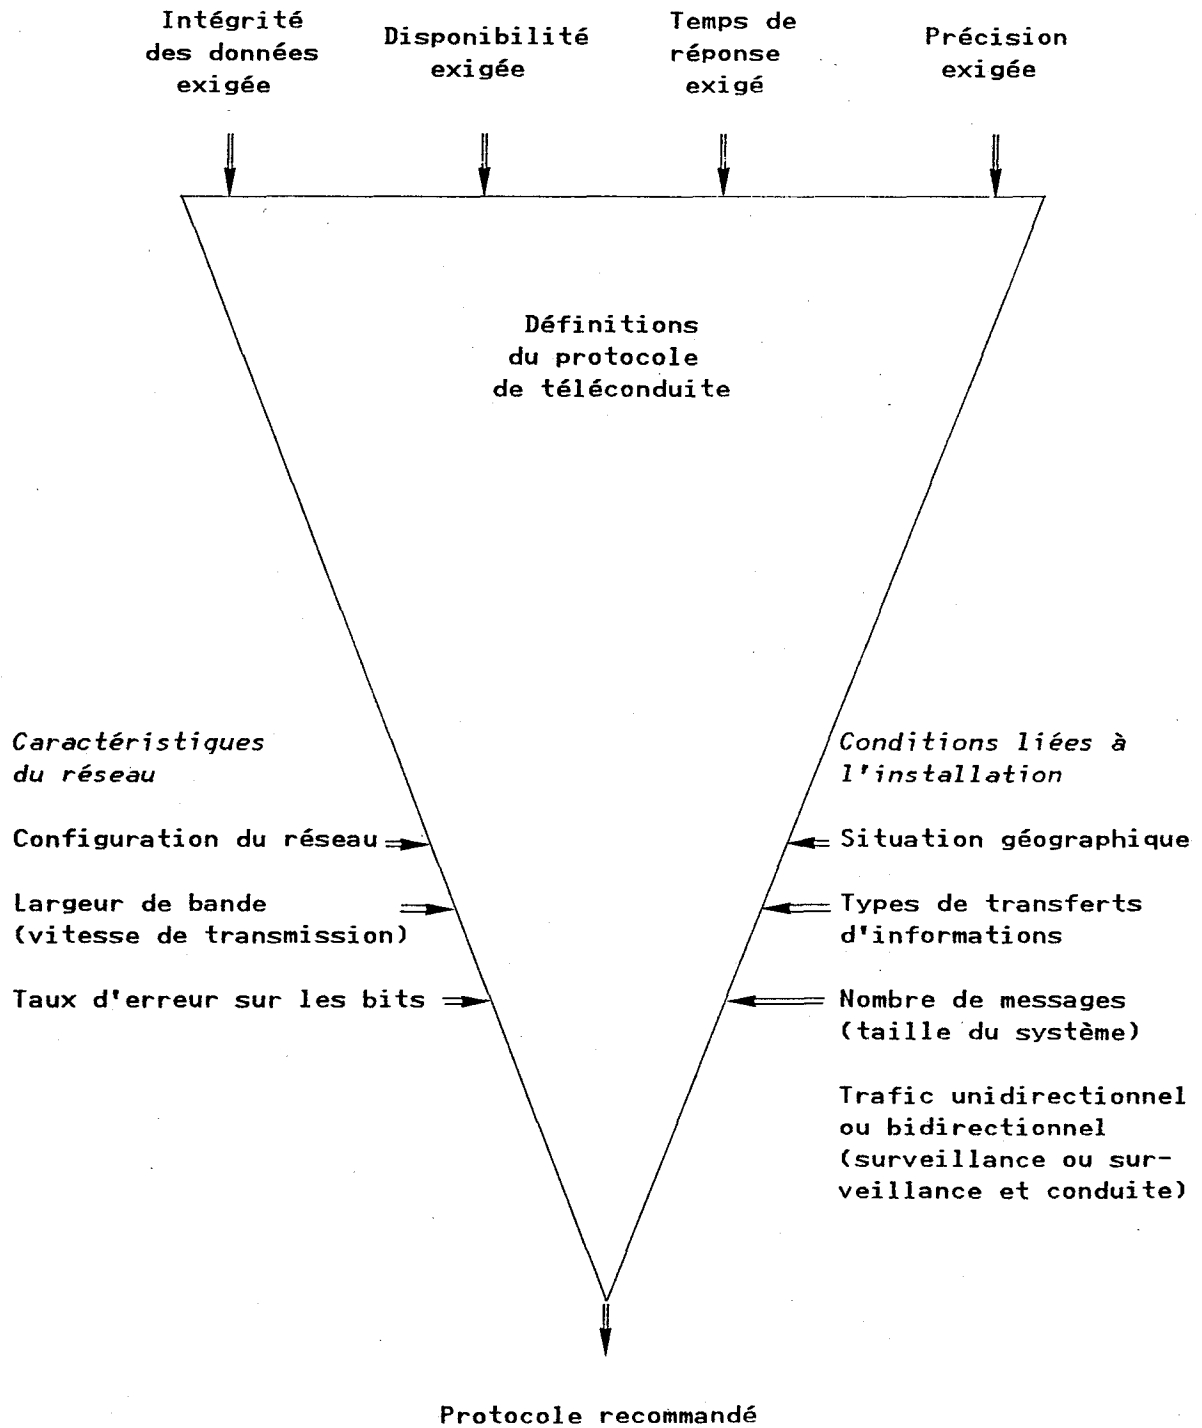 Intégrité
des données
exigée
Disponibilité
exigée
Temps de
réponse
exigé
Précision
exigée
Définitions
du protocole
de téléconduite
Caractéristiques
du réseau
Configuration du réseau
Largeur de bande
(vitesse de transmission)
Taux d'erreur sur les bits
Conditions liées à
l'installation
Situation géographique
Types de transferts
d'informations
Nombre de messages
(taille du système)
Trafic unidirectionnel
ou bidirectionnel
(surveillance ou sur-
veillance et conduite)
Protocole recommandé